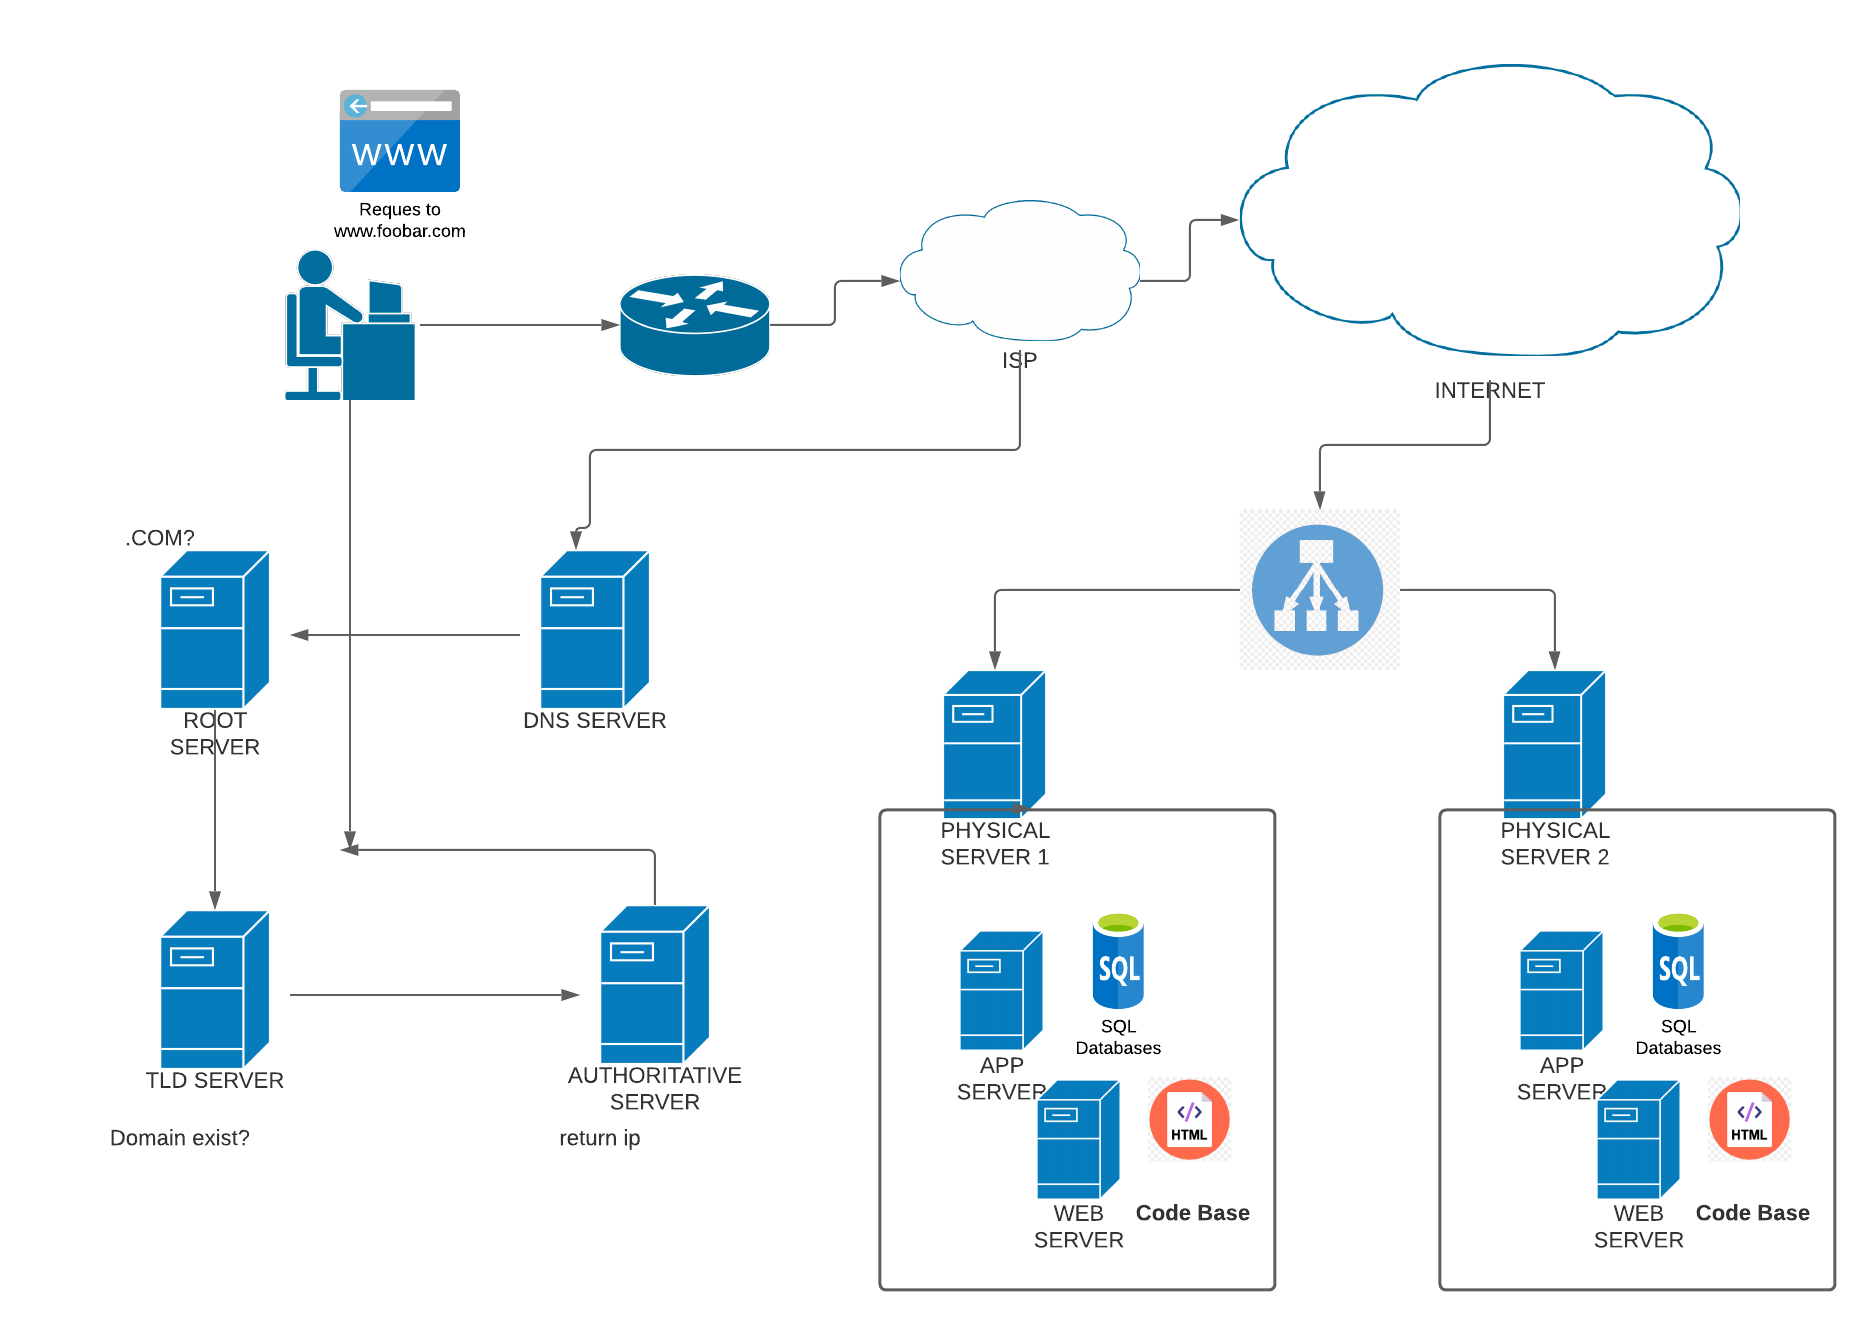 WWW
Reques to
www.foobar.com
ISP
INTERNET
.COM?
ROOT
SERVER
DNS SERVER
TLD SERVER
Domain exist?
AUTHORITATIVE
SERVER
return ip
PHYSICAL
SERVER 1
APP
SERVER
SQL
SQL
Databases
WEB
SERVER
</>
HTML
Code Base
PHYSICAL
SERVER 2
APP
SERVER
SQL
SQL
Databases
WEB
SERVER
</>
HTML
Code Base